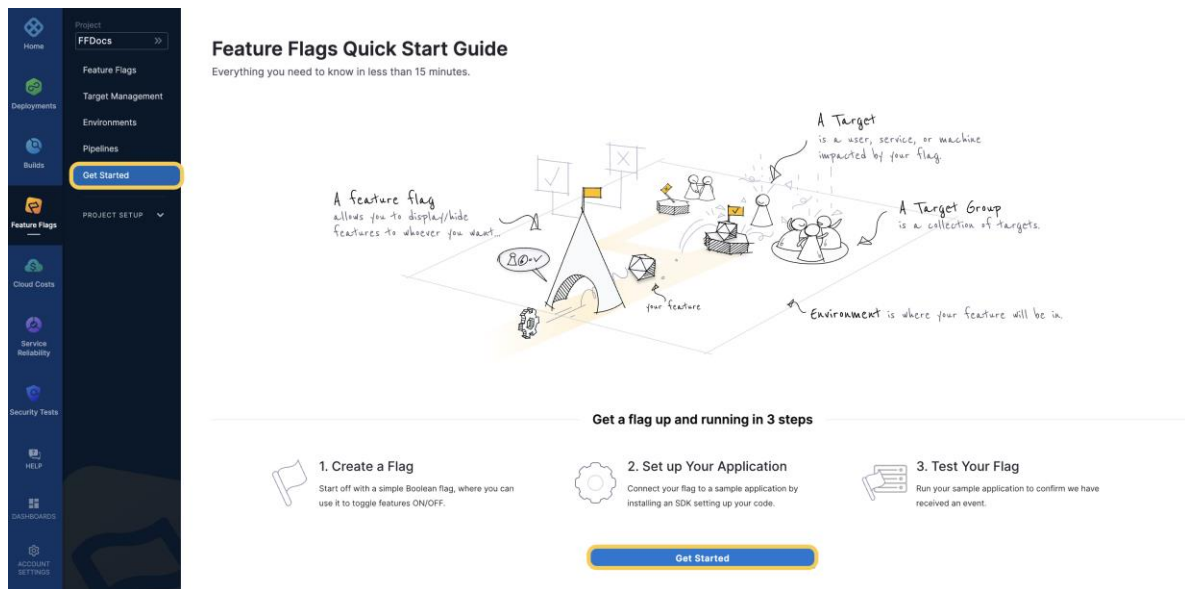 Home
Deployments
Builds
Feature Flags
Cloud Costs
Service
Reliability
Security Tests
HELP
DASHBOARDS
ACCOUNT
SETTINGS
Project
FFDocs
Feature Flags
Target Management
Environments
Pipelines
Get Started
PROJECT SETUP
Feature Flags Quick Start Guide
Everything you need to know in less than 15 minutes.
A Target
is a user, service, or machine
impacted by your flag.
A feature flag
allows you to display/hide
features to whoever you want...
A Target Group
is a collection of targets.
your feature
Environment is where your feature will be in.
Get a flag up and running in 3 steps
1. Create a Flag
Start off with a simple Boolean flag, where you can
use it to toggle features ON/OFF.
2. Set up Your Application
Connect your flag to a sample application by
installing an SDK setting up your code.
3. Test Your Flag
Run your sample application to confirm we have
received an event.
Get Started